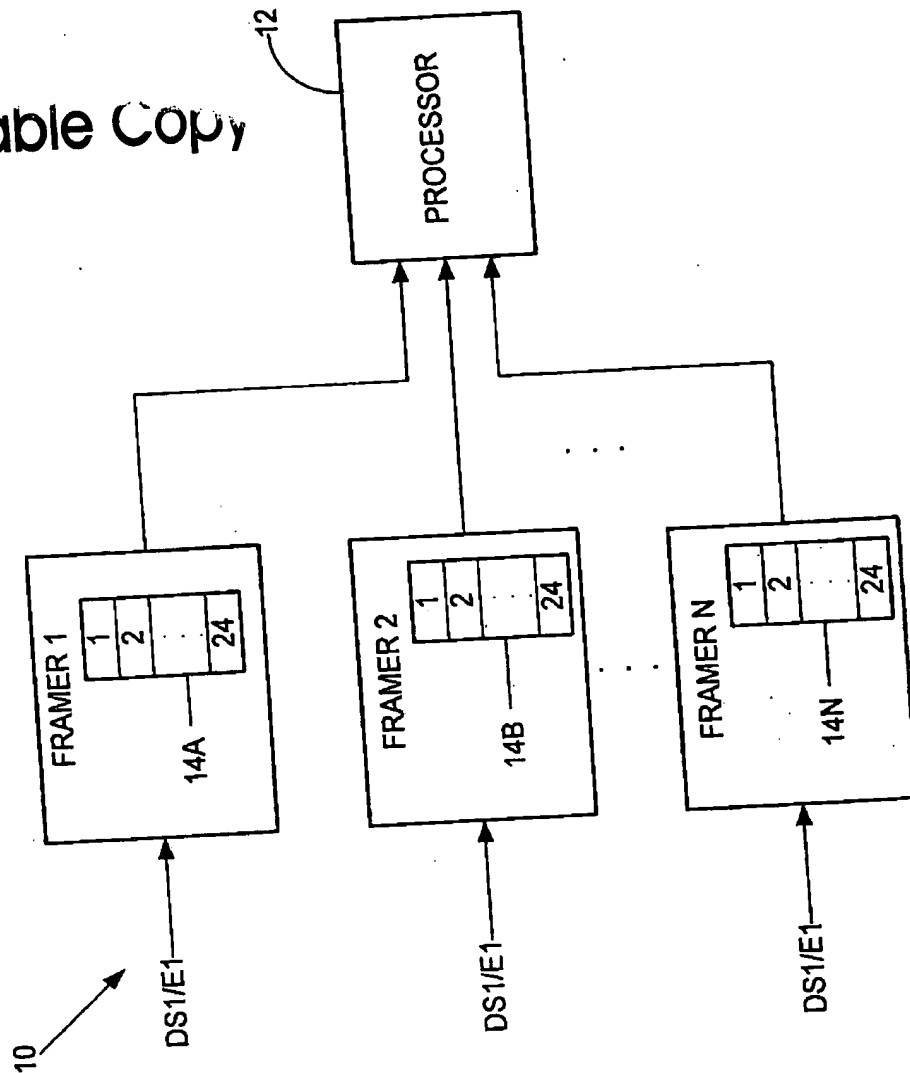 able Copy
10
12
PROCESSOR
DS1/E1
FRAMER 1
1
2
. . .
24
14A
DS1/E1
FRAMER 2
1
2
. . .
24
14B
. . .
. . .
DS1/E1
FRAMER N
1
2
. . .
24
14N